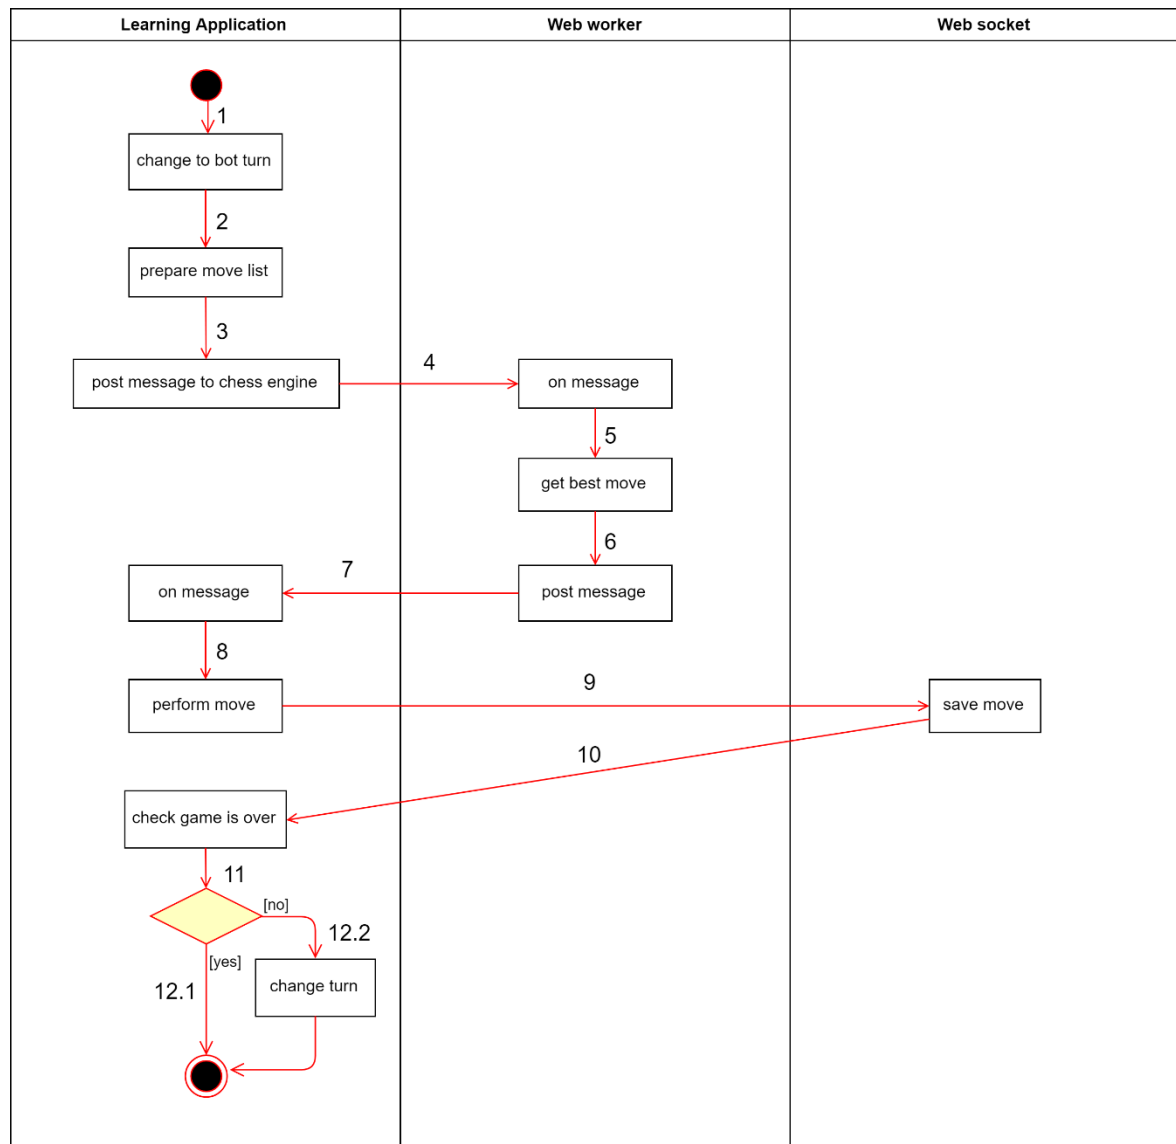 Learning Application
Web worker
Web socket
1
change to bot turn
2
prepare move list
3
post message to chess engine
4
on message
5
get best move
6
post message
7
on message
8
perform move
9
save move
10
check game is over
11
[no]
12.2
[yes]
12.1
change turn